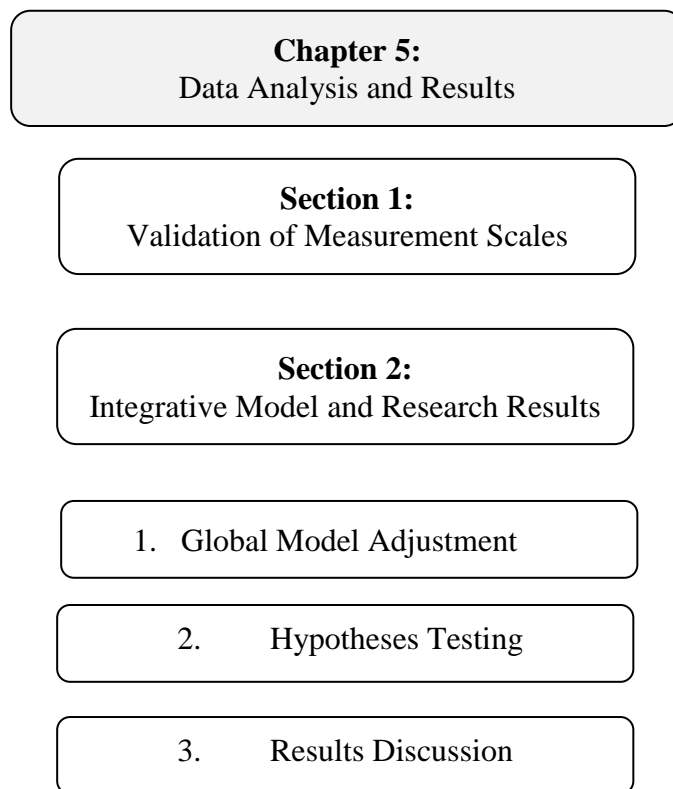 Chapter 5:
Data Analysis and Results
Section 1:
Validation of Measurement Scales
Section 2:
Integrative Model and Research Results
1. Global Model Adjustment
2. Hypotheses Testing
3. Results Discussion